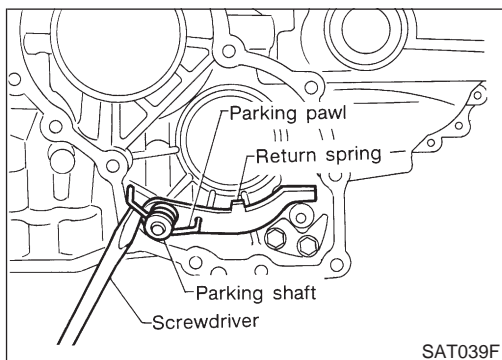 Parking pawl
Return spring
Parking shaft
Screwdriver
SAT039F